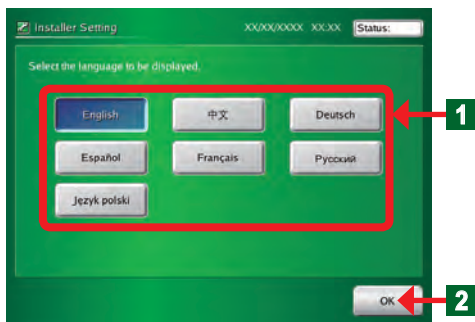 Installer Setting XX/XX/XXXX XX:XX Status:
Select the language to be displayed.
English 中文 Deutsch 1
Español Français Русский
Język polski
OK 2